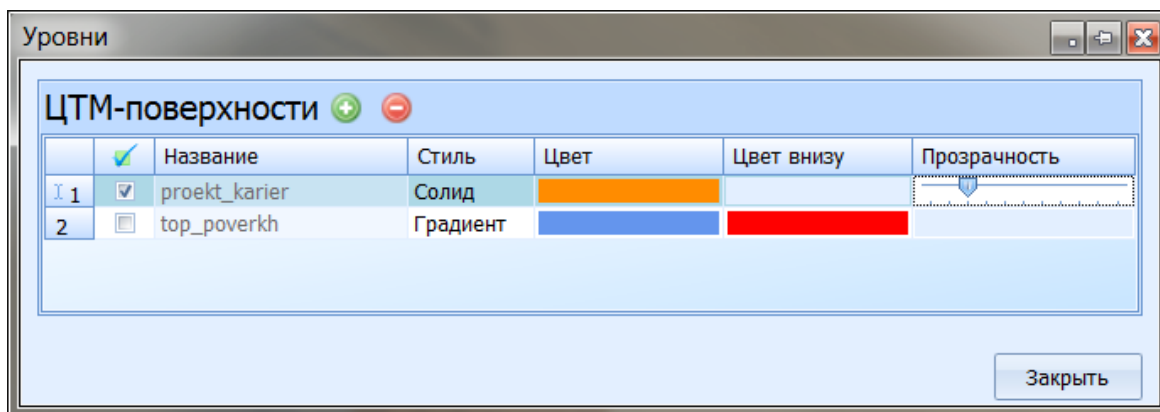 Уровни
ЦТМ-поверхности
Название Стиль Цвет Цвет внизу Прозрачность
1 proekt_karier Солид
2 top_poverkh Градиент
Закрыть